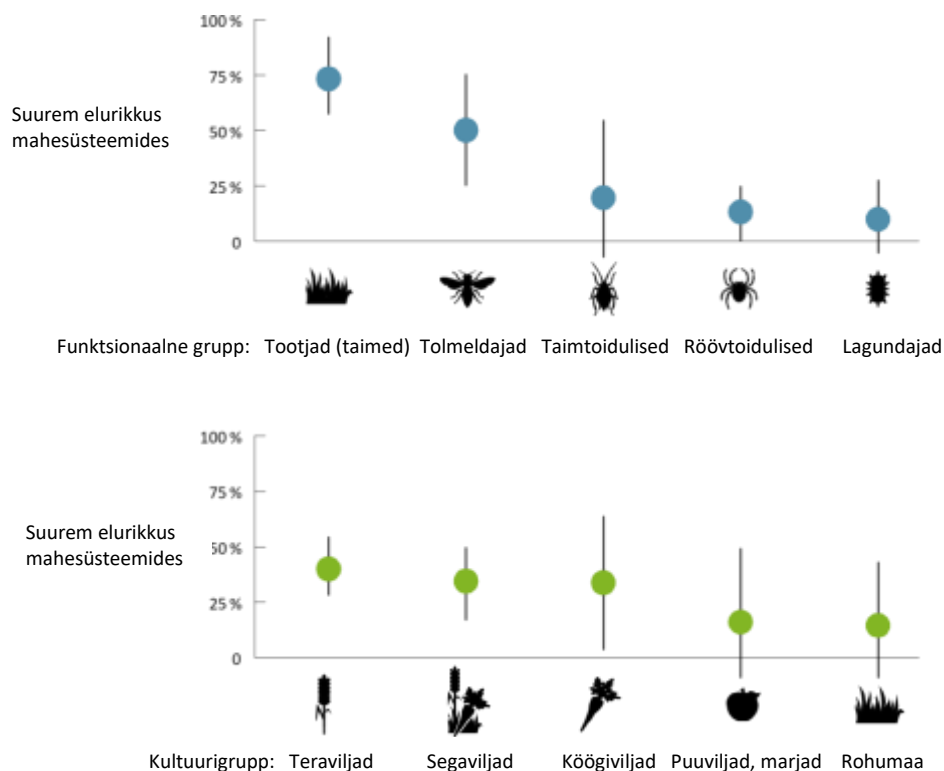 100 %
75 %
Suurem elurikkus
mahesüsteemides
50 %
25 %
0
Funktsionaalne grupp: Tootjad (taimed) Tolmeldajad Taimtoidulised Röövtoidulised Lagundajad
100 %
75 %
Suurem elurikkus
mahesüsteemides
50 %
25 %
0
Kultuurigrupp: Teraviljad Segaviljad Köögiviljad Puuviljad, marjad Rohumaa